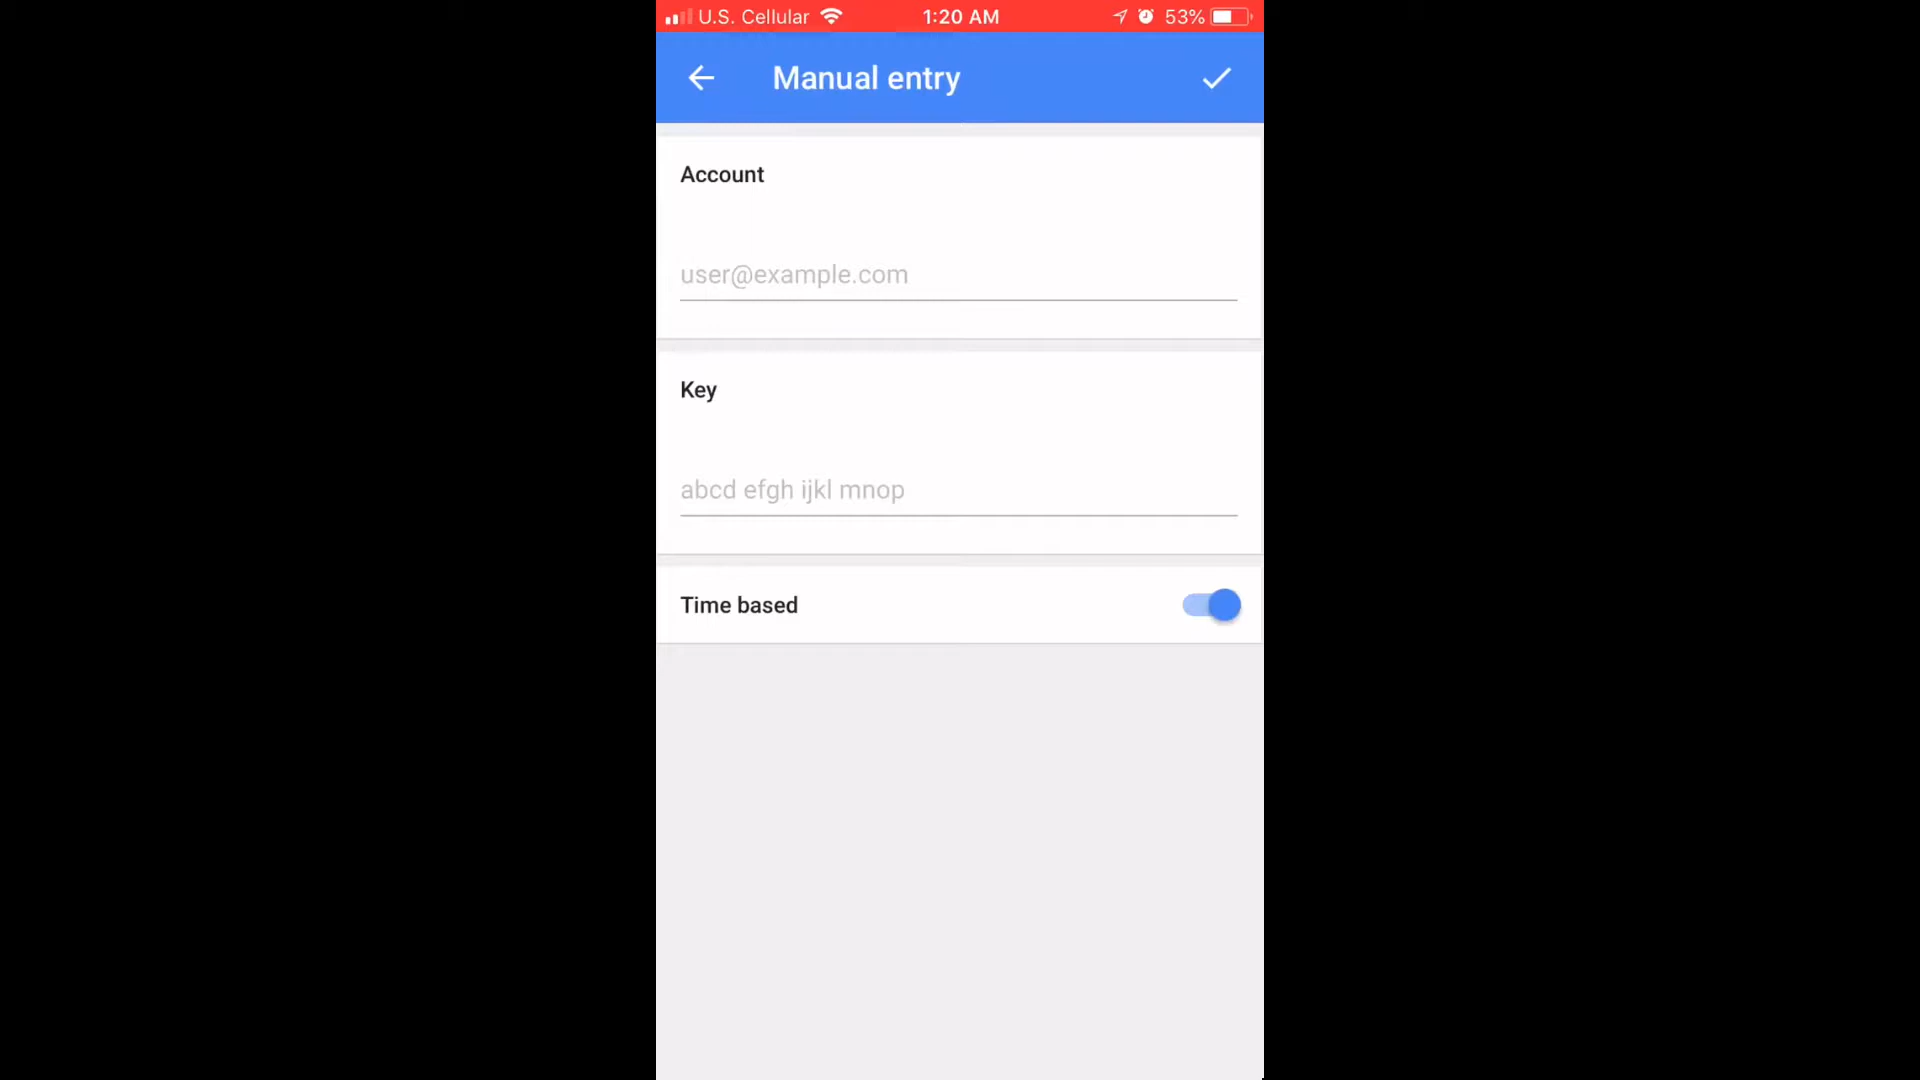 U.S. Cellular 1:20 AM 53%
Manual entry
Account
user@example.com
Key
abcd efgh ijkl mnop
Time based